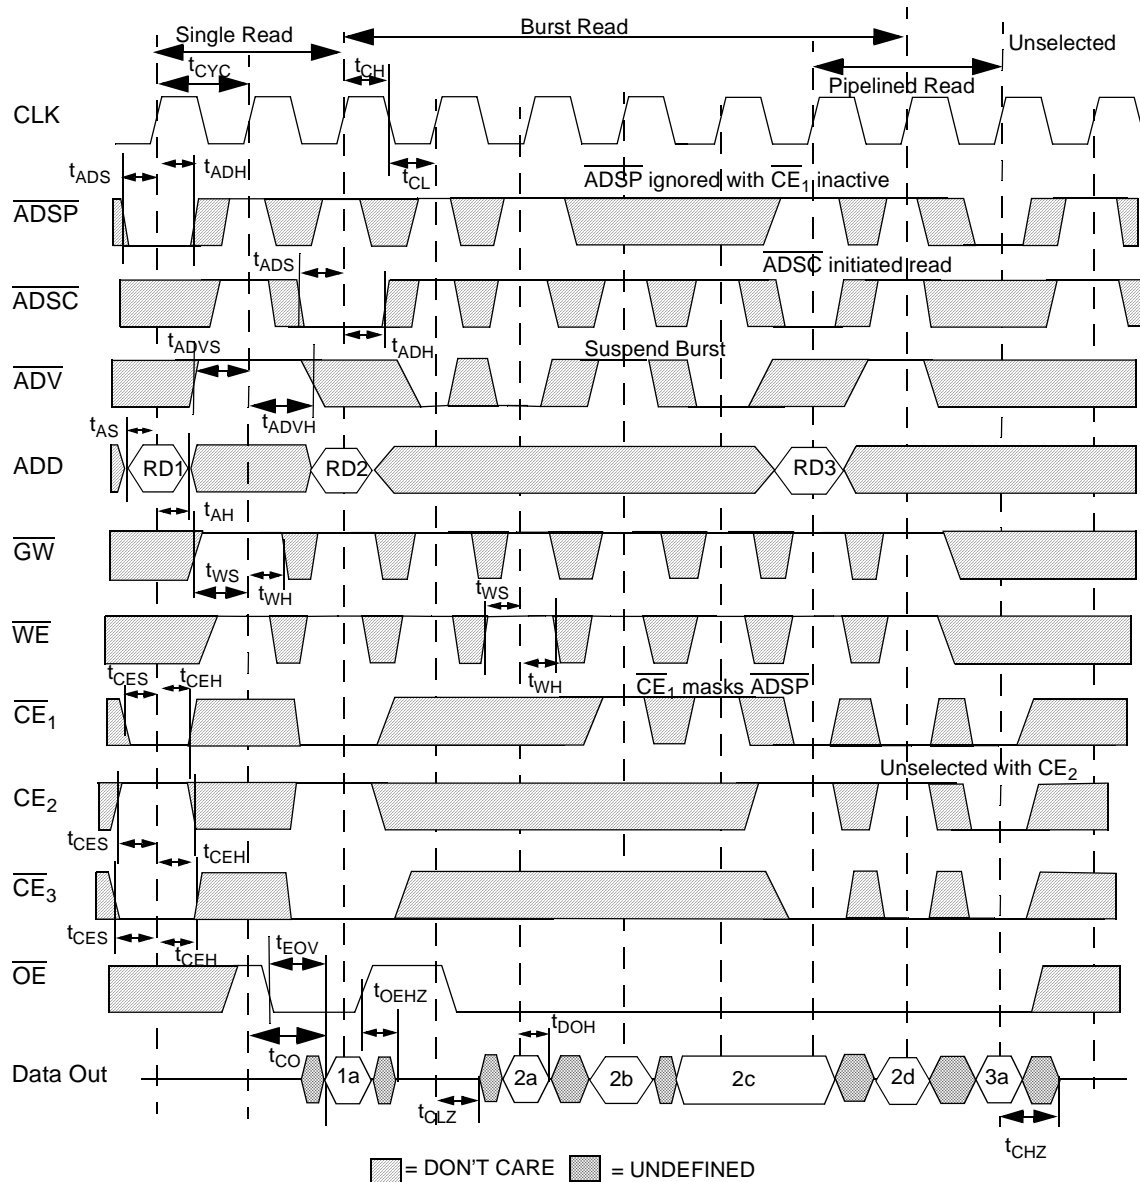 Single Read
Burst Read
Unselected
tCYC
tCH
Pipelined Read
CLK
tADS
tADH
tCL
ADSP ignored with CE1 inactive
ADSP
tADS
ADSC initiated read
ADSC
tADVS
tADH
Suspend Burst
ADV
tAS
tADVH
ADD
RD1
RD2
RD3
tAH
GW
tWS
tWH
tWS
WE
tCES
tCEH
tWH
CE1 masks ADSP
CE1
Unselected with CE2
CE2
tCES
tCEH
CE3
tCES
tCEH
tEOV
OE
tOEHZ
tCO
tDOH
Data Out
1a
2a
2b
2c
2d
3a
tCLZ
tCHZ
= DON'T CARE
= UNDEFINED